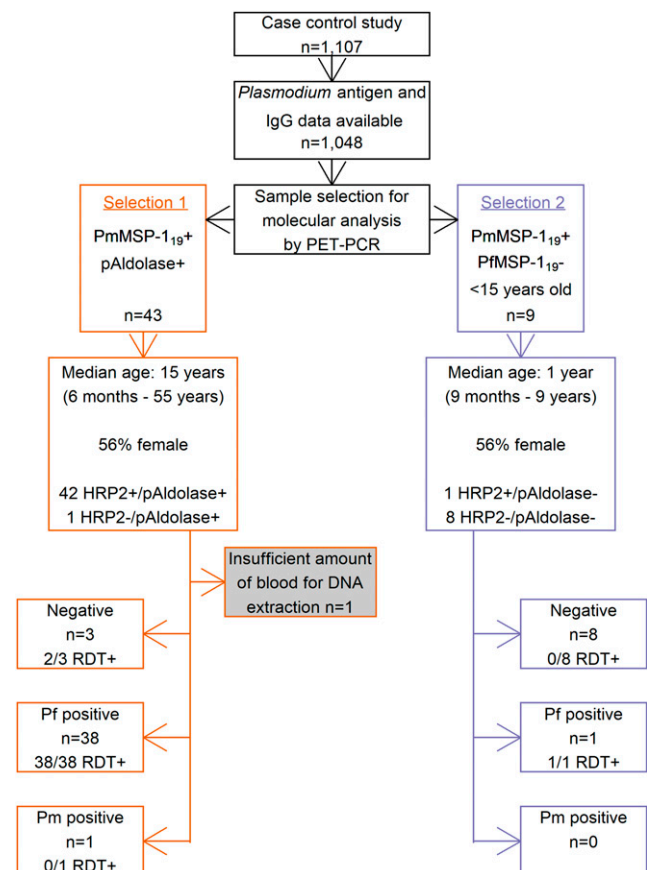 Case control study
n=1,107
Plasmodium antigen and
IgG data available
n=1,048
Sample selection for
molecular analysis
by PET-PCR
Selection 1
PmMSP-1₁₉+
pAldolase+
n=43
Selection 2
PmMSP-1₁₉+
PfMSP-1₁₉-
<15 years old
n=9
Median age: 15 years
(6 months - 55 years)
56% female
42 HRP2+/pAldolase+
1 HRP2-/pAldolase+
Median age: 1 year
(9 months - 9 years)
56% female
1 HRP2+/pAldolase-
8 HRP2-/pAldolase-
Insufficient amount
of blood for DNA
extraction n=1
Negative
n=3
2/3 RDT+
Negative
n=8
0/8 RDT+
Pf positive
n=38
38/38 RDT+
Pf positive
n=1
1/1 RDT+
Pm positive
n=1
0/1 RDT+
Pm positive
n=0